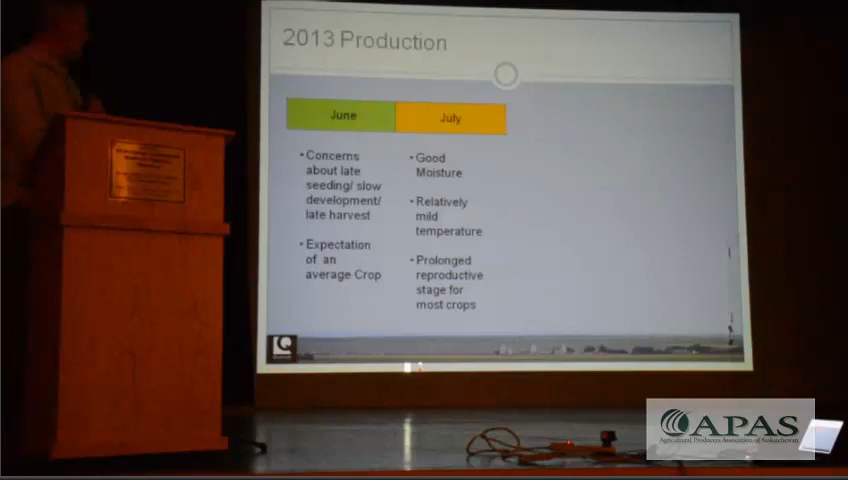 2013 Production
June
July
• Concerns
about late
seeding/ slow
development/
late harvest
• Expectation
of an
average Crop
• Good
Moisture
• Relatively
mild
temperature
• Prolonged
reproductive
stage for
most crops
APAS
Agricultural Producers Association of Saskatchewan